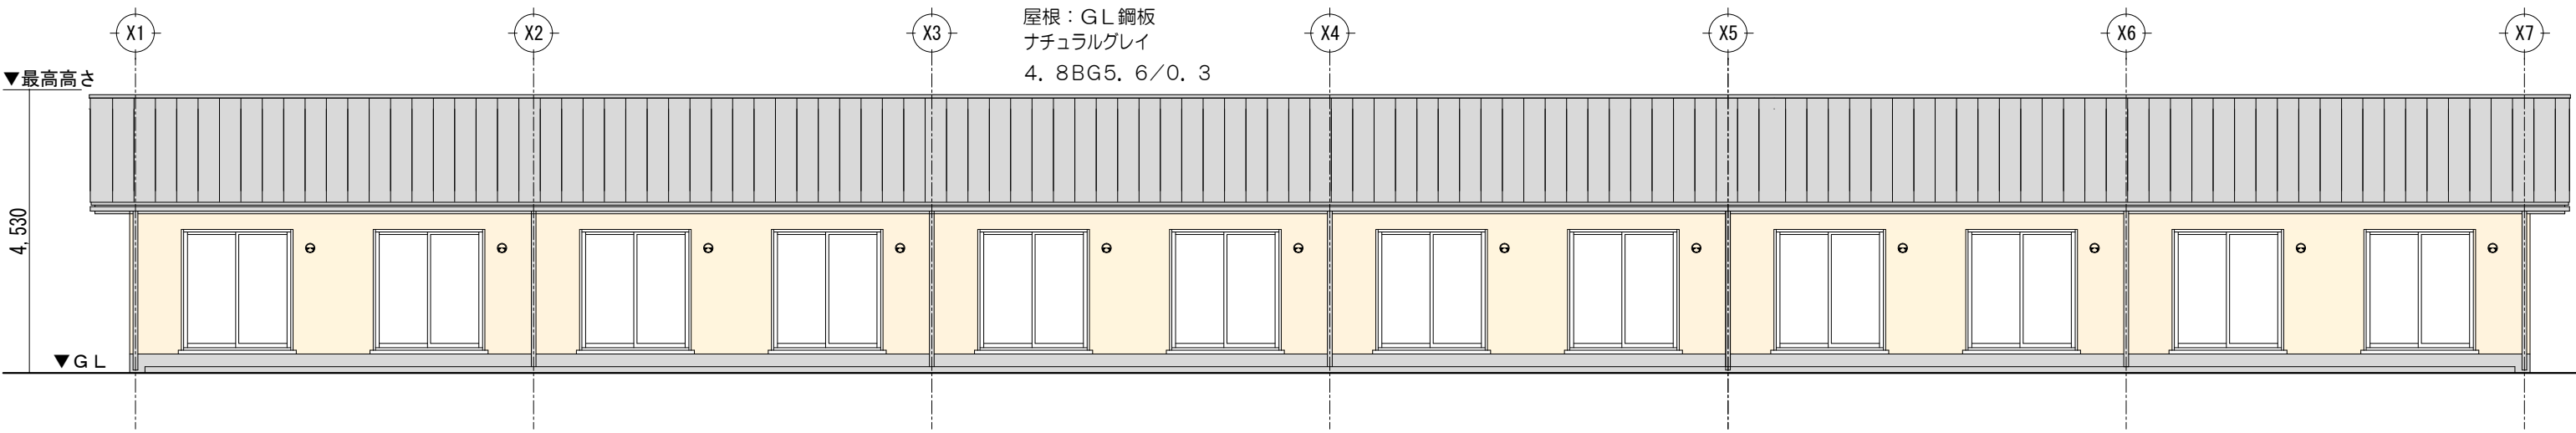 屋根：ＧＬ鋼板
ナチュラルグレイ
４．８ＢＧ５．６／０．３
X1
X2
X3
X4
X5
X6
X7
▼最高高さ
4,530
▼ＧＬ